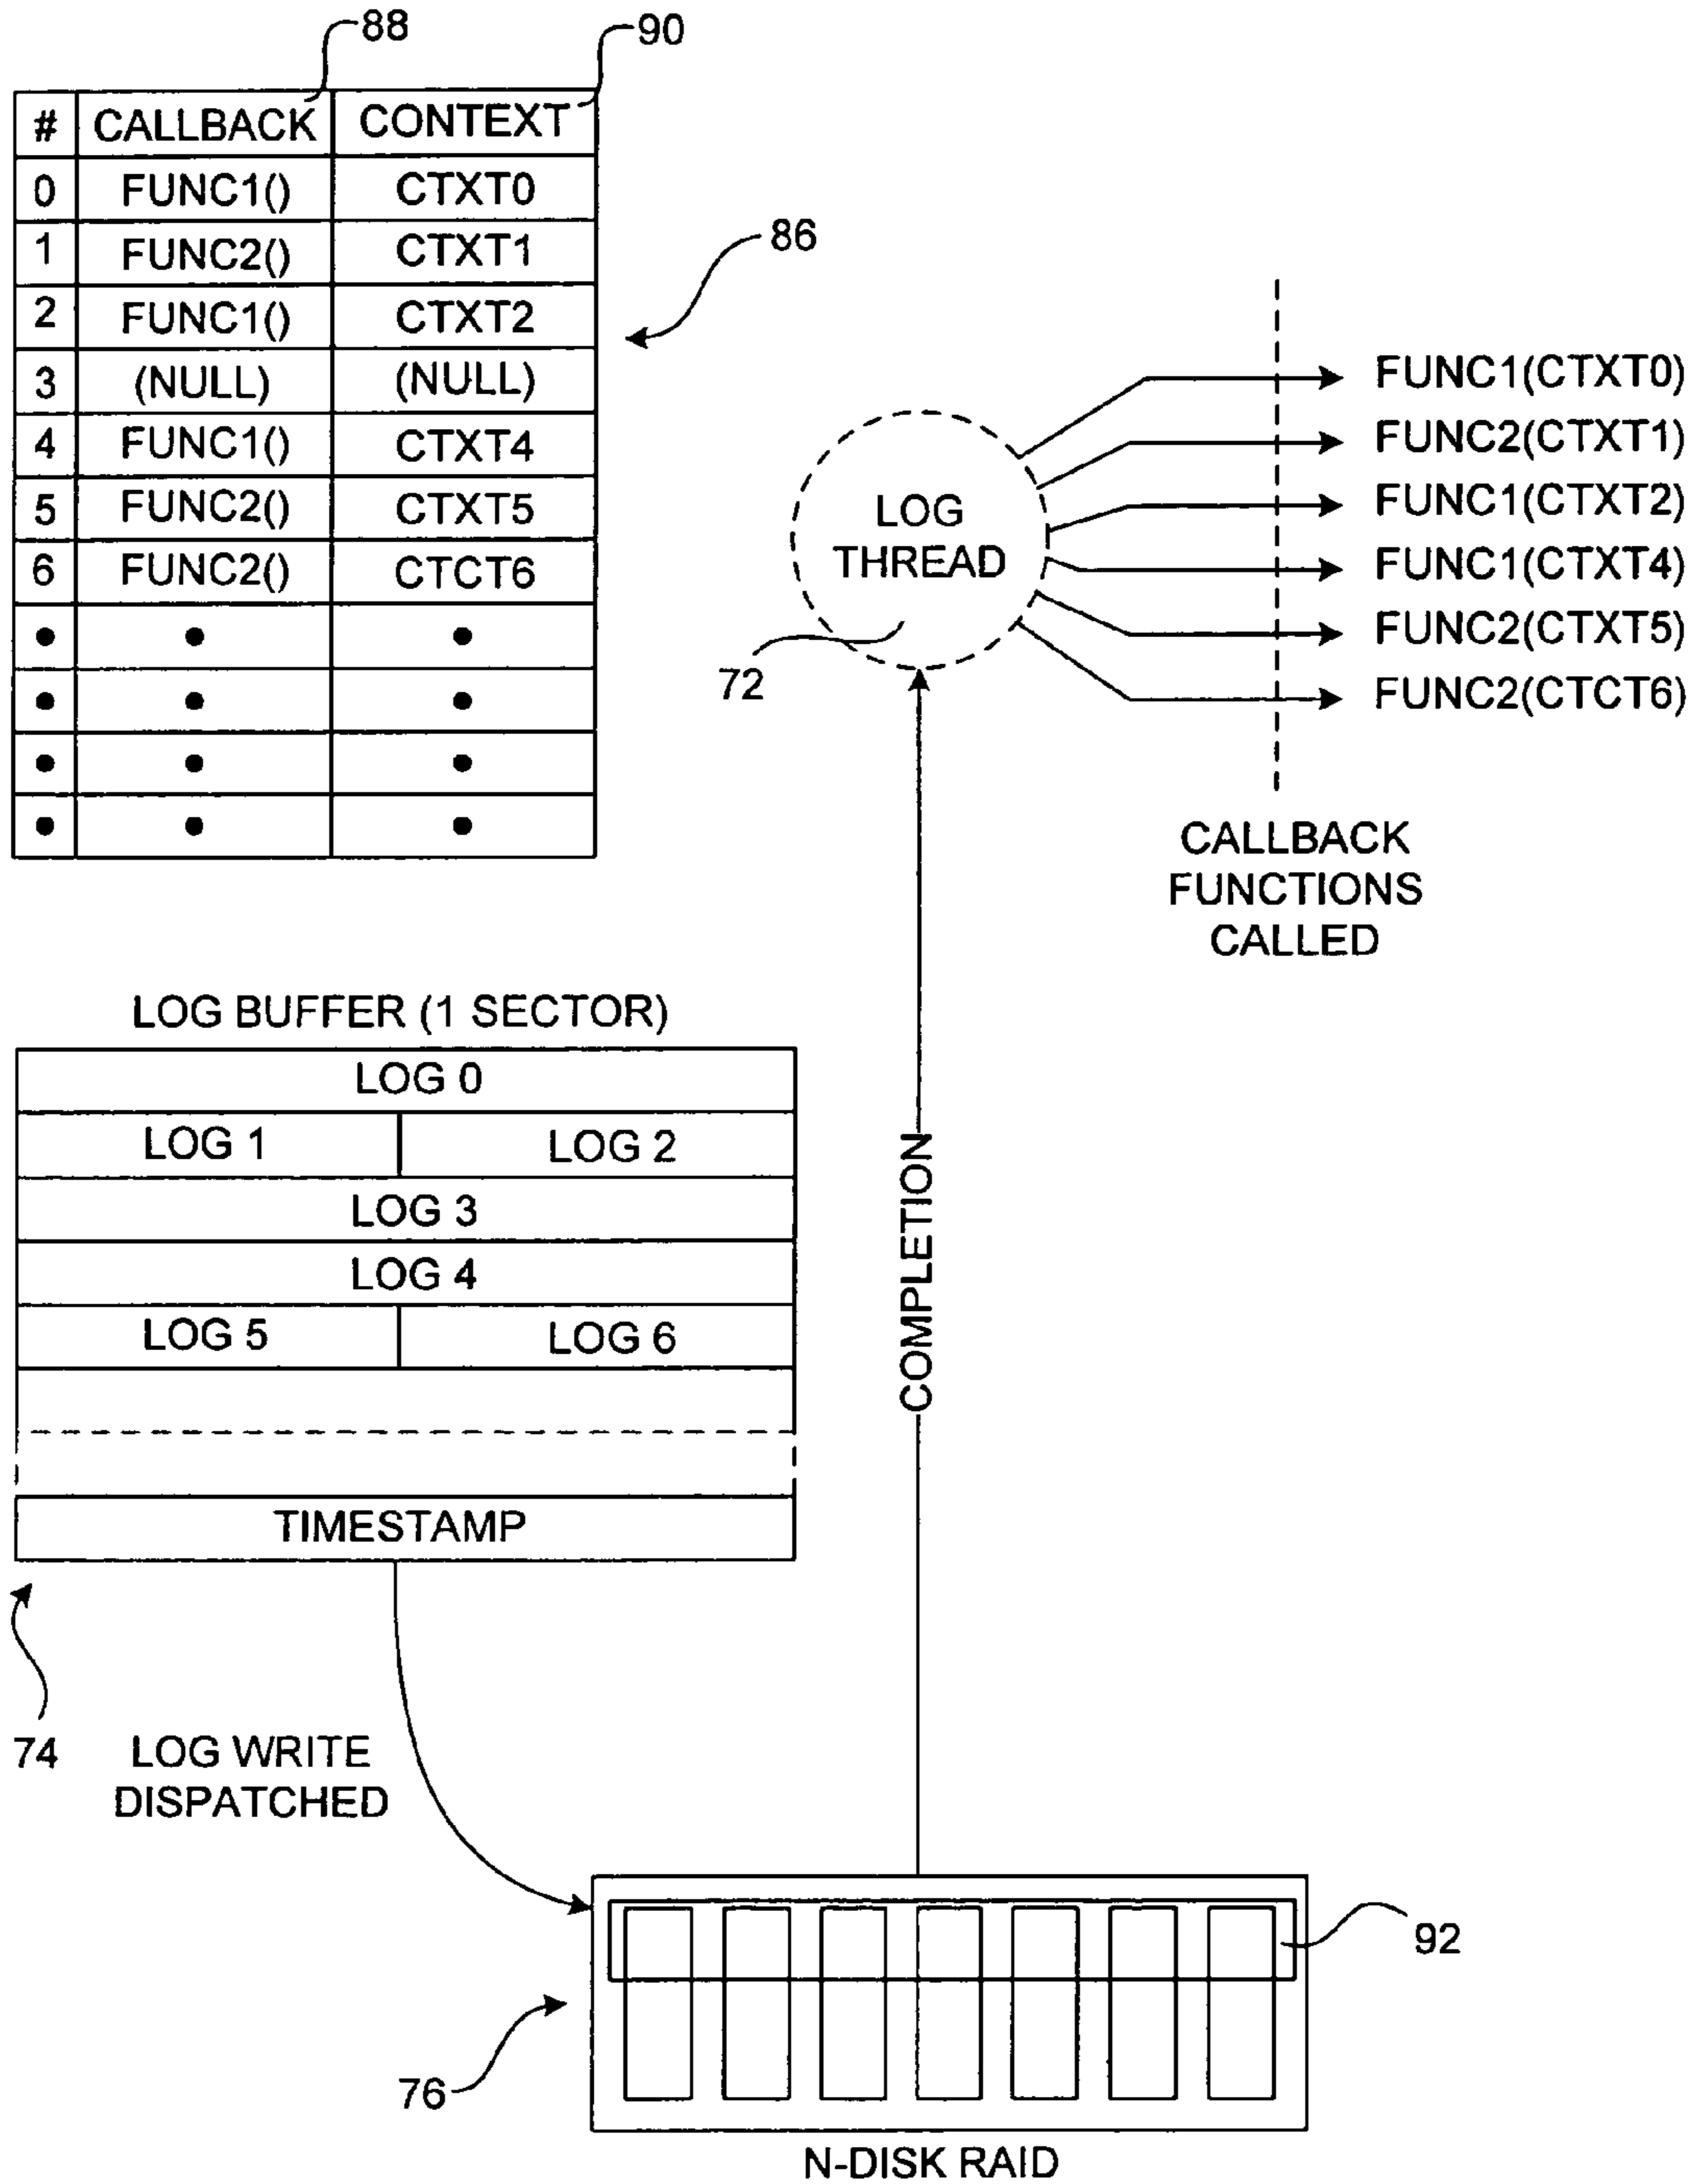 88
90
# CALLBACK CONTEXT
0 FUNC1() CTXT0
1 FUNC2() CTXT1
2 FUNC1() CTXT2
3 (NULL) (NULL)
4 FUNC1() CTXT4
5 FUNC2() CTXT5
6 FUNC2() CTCT6
86
LOG
THREAD
72
FUNC1(CTXT0)
FUNC2(CTXT1)
FUNC1(CTXT2)
FUNC1(CTXT4)
FUNC2(CTXT5)
FUNC2(CTCT6)
CALLBACK
FUNCTIONS
CALLED
LOG BUFFER (1 SECTOR)
LOG 0
LOG 1 LOG 2
LOG 3
LOG 4
LOG 5 LOG 6
TIMESTAMP
COMPLETION
74
LOG WRITE
DISPATCHED
92
76
N-DISK RAID